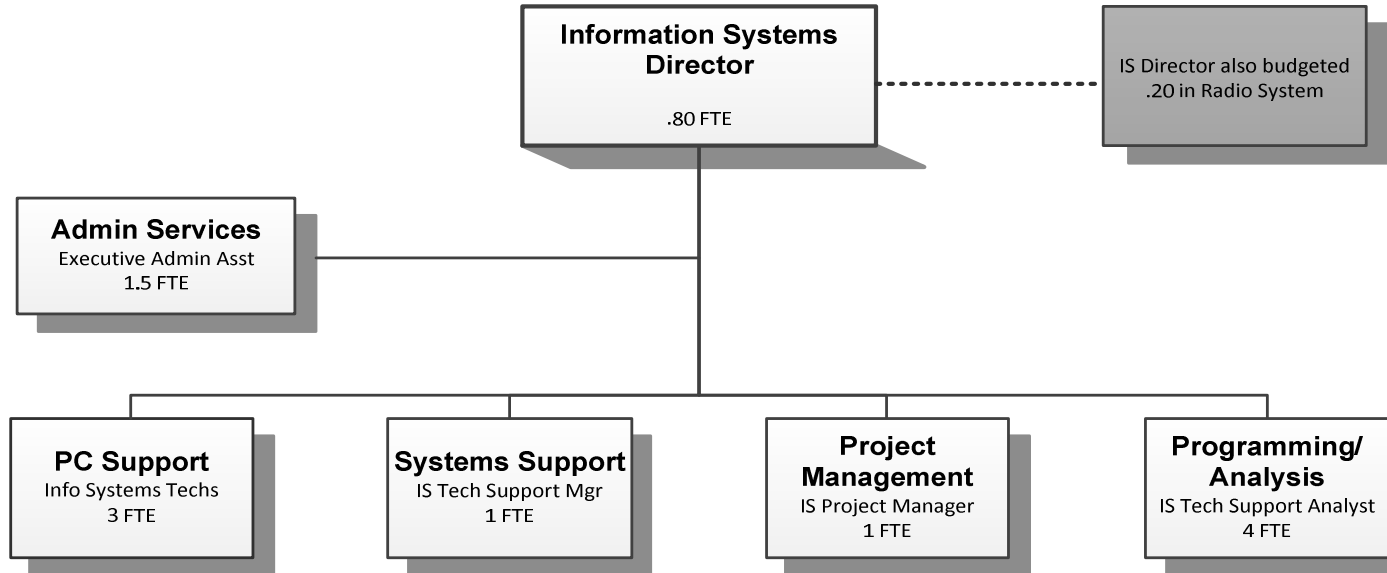 Information Systems
Director
.80 FTE
IS Director also budgeted
.20 in Radio System
Admin Services
Executive Admin Asst
1.5 FTE
PC Support
Info Systems Techs
3 FTE
Systems Support
IS Tech Support Mgr
1 FTE
Project
Management
IS Project Manager
1 FTE
Programming/
Analysis
IS Tech Support Analyst
4 FTE